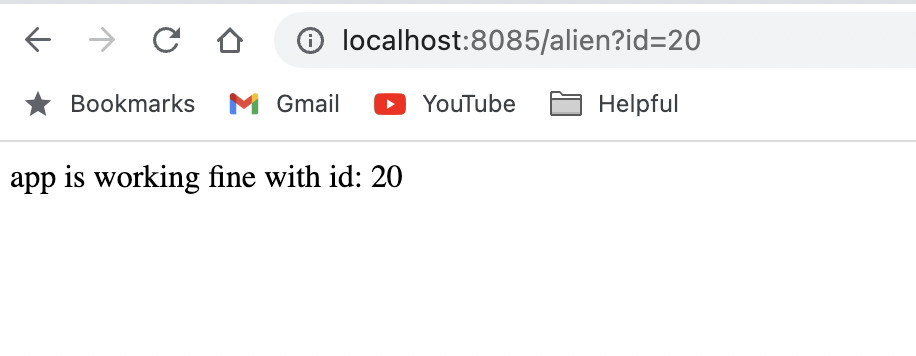 localhost:8085/alien?id=20
Bookmarks Gmail YouTube Helpful
app is working fine with id: 20